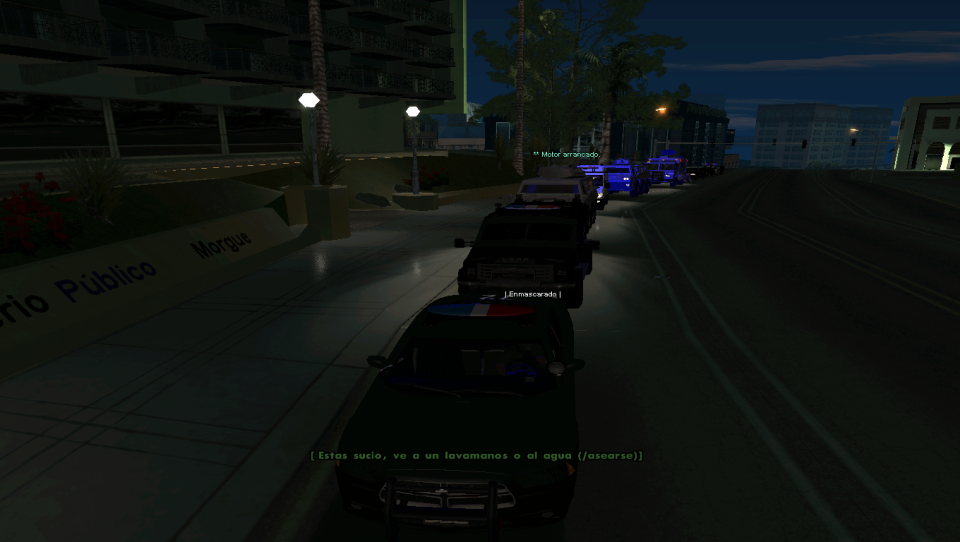 ** Motor arrancado.
Morgue
rio Público
| Enmascarado |
[ Estas sucio, ve a un lavamanos o al agua (/asearse)]